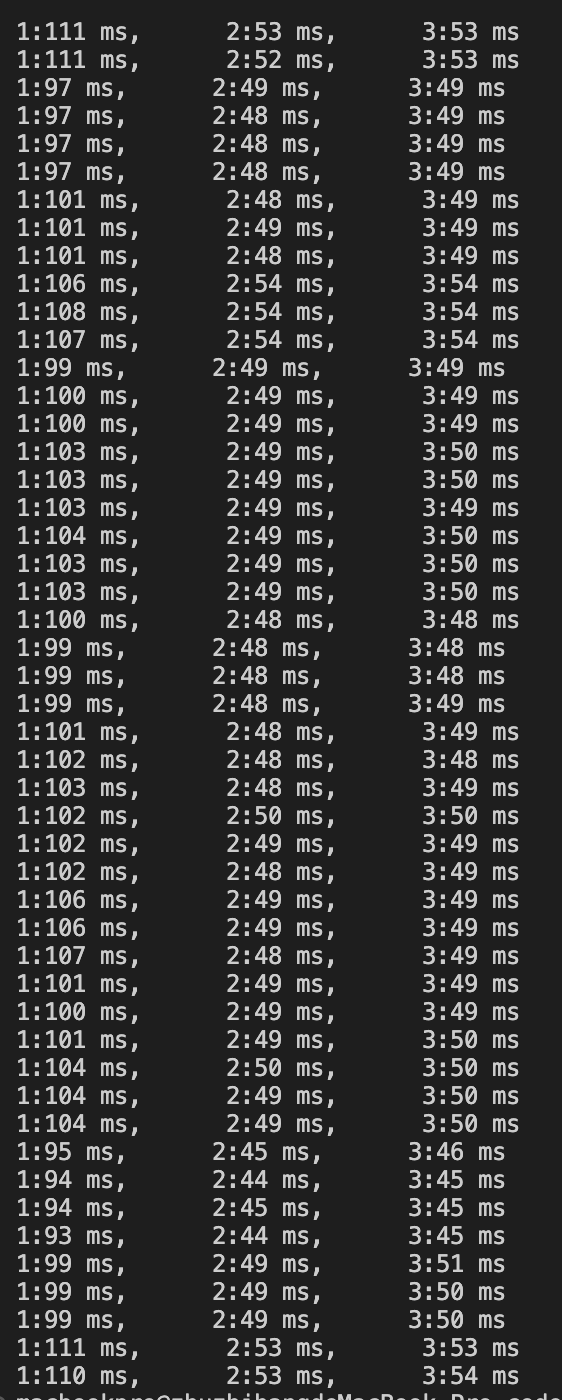 1:111 ms, 2:53 ms, 3:53 ms
1:111 ms, 2:52 ms, 3:53 ms
1:97 ms, 2:49 ms, 3:49 ms
1:97 ms, 2:48 ms, 3:49 ms
1:97 ms, 2:48 ms, 3:49 ms
1:97 ms, 2:48 ms, 3:49 ms
1:101 ms, 2:48 ms, 3:49 ms
1:101 ms, 2:49 ms, 3:49 ms
1:101 ms, 2:48 ms, 3:49 ms
1:106 ms, 2:54 ms, 3:54 ms
1:108 ms, 2:54 ms, 3:54 ms
1:107 ms, 2:54 ms, 3:54 ms
1:99 ms, 2:49 ms, 3:49 ms
1:100 ms, 2:49 ms, 3:49 ms
1:100 ms, 2:49 ms, 3:49 ms
1:103 ms, 2:49 ms, 3:50 ms
1:103 ms, 2:49 ms, 3:50 ms
1:103 ms, 2:49 ms, 3:49 ms
1:104 ms, 2:49 ms, 3:50 ms
1:103 ms, 2:49 ms, 3:50 ms
1:103 ms, 2:49 ms, 3:50 ms
1:100 ms, 2:48 ms, 3:48 ms
1:99 ms, 2:48 ms, 3:48 ms
1:99 ms, 2:48 ms, 3:48 ms
1:99 ms, 2:48 ms, 3:49 ms
1:101 ms, 2:48 ms, 3:49 ms
1:102 ms, 2:48 ms, 3:48 ms
1:103 ms, 2:48 ms, 3:49 ms
1:102 ms, 2:50 ms, 3:50 ms
1:102 ms, 2:49 ms, 3:49 ms
1:102 ms, 2:48 ms, 3:49 ms
1:106 ms, 2:49 ms, 3:49 ms
1:106 ms, 2:49 ms, 3:49 ms
1:107 ms, 2:48 ms, 3:49 ms
1:101 ms, 2:49 ms, 3:49 ms
1:100 ms, 2:49 ms, 3:49 ms
1:101 ms, 2:49 ms, 3:50 ms
1:104 ms, 2:50 ms, 3:50 ms
1:104 ms, 2:49 ms, 3:50 ms
1:104 ms, 2:49 ms, 3:50 ms
1:95 ms, 2:45 ms, 3:46 ms
1:94 ms, 2:44 ms, 3:45 ms
1:94 ms, 2:45 ms, 3:45 ms
1:93 ms, 2:44 ms, 3:45 ms
1:99 ms, 2:49 ms, 3:51 ms
1:99 ms, 2:49 ms, 3:50 ms
1:99 ms, 2:49 ms, 3:50 ms
1:111 ms, 2:53 ms, 3:53 ms
1:110 ms, 2:53 ms, 3:54 ms